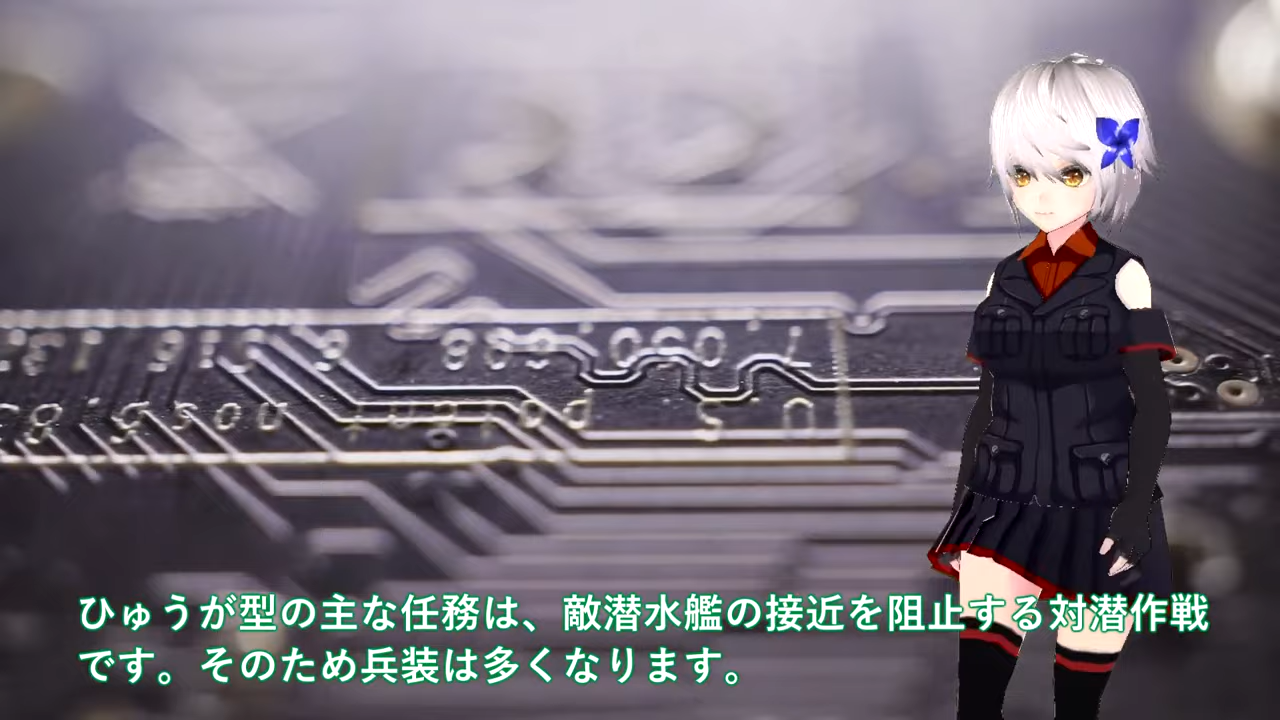 ひゅうが型の主な任務は、敵潜水艦の接近を阻止する対潜作戦
です。そのため兵装は多くなります。